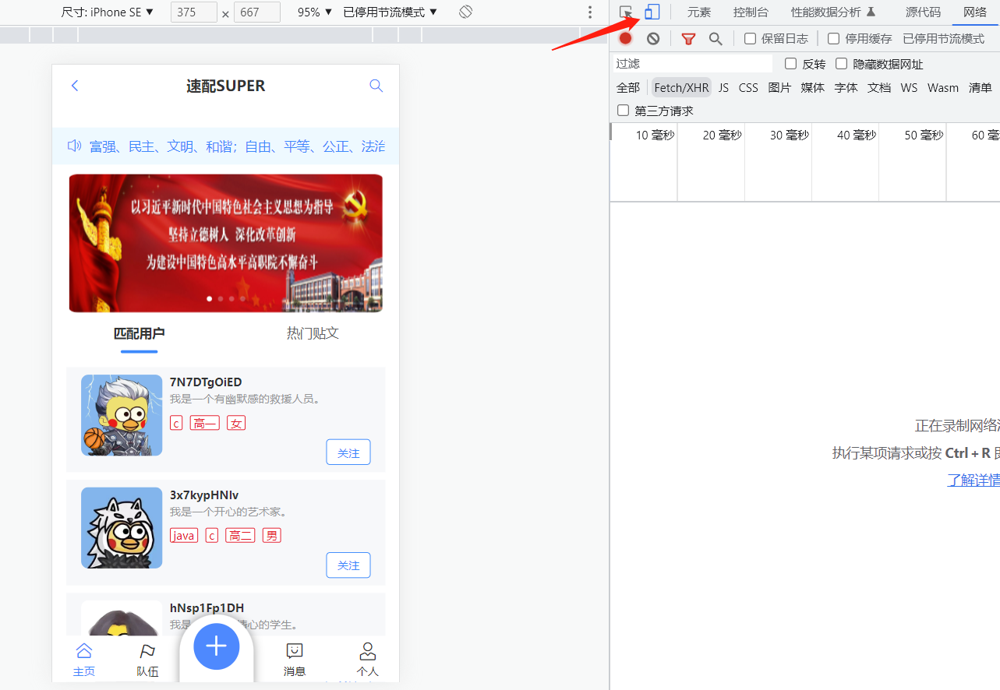 尺寸: iPhone SE ▼ 375 × 667 95% ▼ 已停用节流模式 ▼
元素 控制台 性能数据分析 源代码 网络
保留日志 停用缓存 已停用节流模式
过滤 反转 隐藏数据网址
全部 Fetch/XHR JS CSS 图片 媒体 字体 文档 WS Wasm 清单
第三方请求
10 毫秒 20 毫秒 30 毫秒 40 毫秒 50 毫秒 60 毫
正在录制网络
执行某项请求或按 Ctrl + R
了解详情
速配SUPER
富强、民主、文明、和谐；自由、平等、公正、法治
以习近平新时代中国特色社会主义思想为指导
坚持立德树人 深化改革创新
为建设中国特色高水平高职院不懈奋斗
匹配用户 热门贴文
7N7DTgOiED
我是一个有幽默感的救援人员。
c 高一 女
关注
3x7kypHNIv
我是一个开心的艺术家。
java c 高二 男
关注
hNsp1Fp1DH
我是 心的学生。
主页 队伍 消息 个人